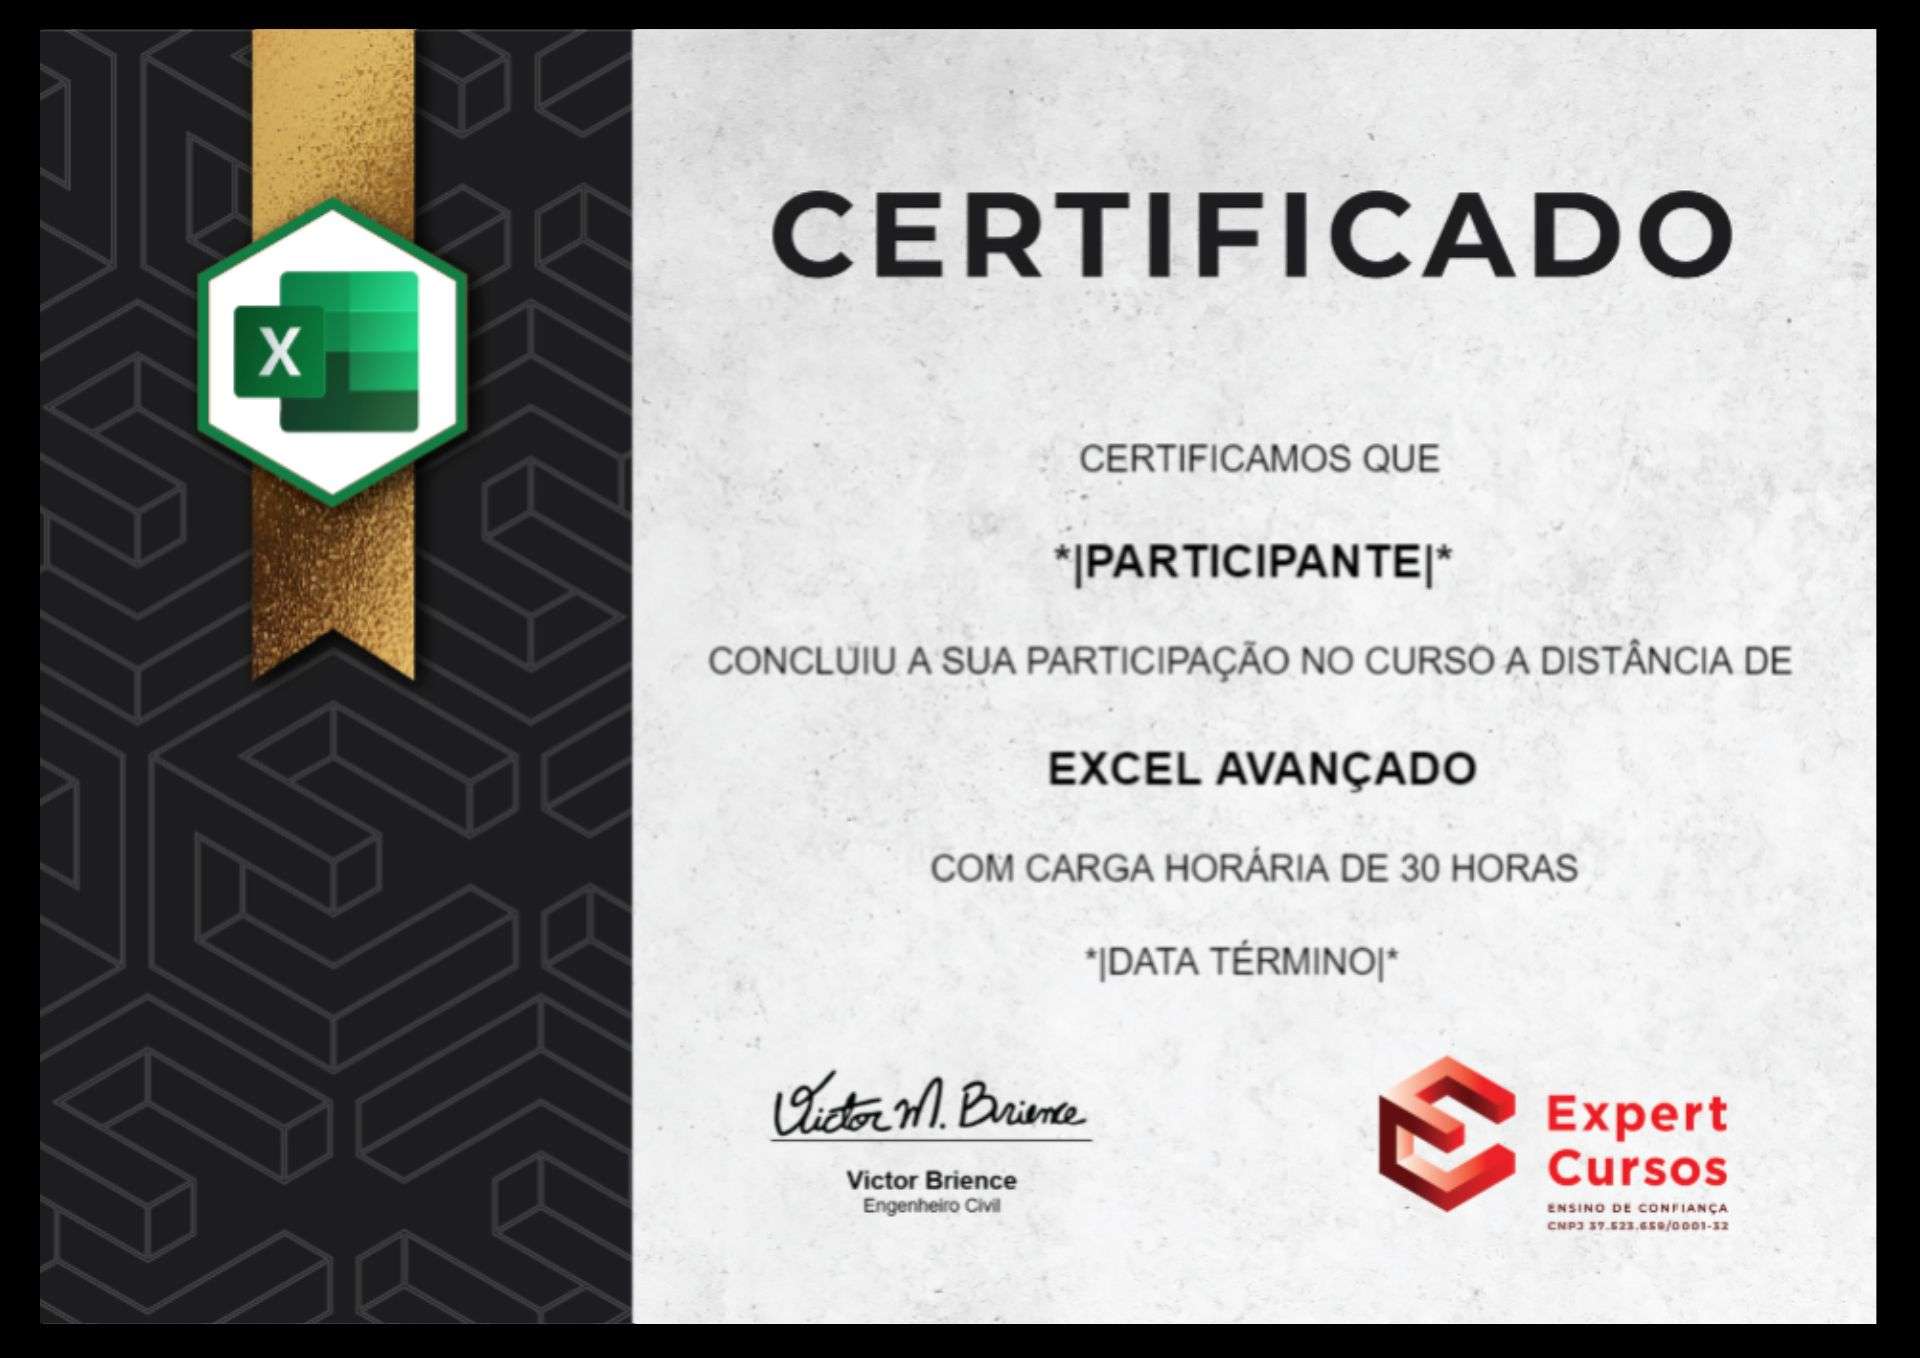 CERTIFICADO
X
CERTIFICAMOS QUE
*|PARTICIPANTE|*
CONCLUIU A SUA PARTICIPAÇÃO NO CURSO A DISTÂNCIA DE
EXCEL AVANÇADO
COM CARGA HORÁRIA DE 30 HORAS
*|DATA TÉRMINO|*
Victor M. Brience
Victor Brience
Engenheiro Civil
Expert
Cursos
ENSINO DE CONFIANÇA
CNPJ 37.523.659/0001-32